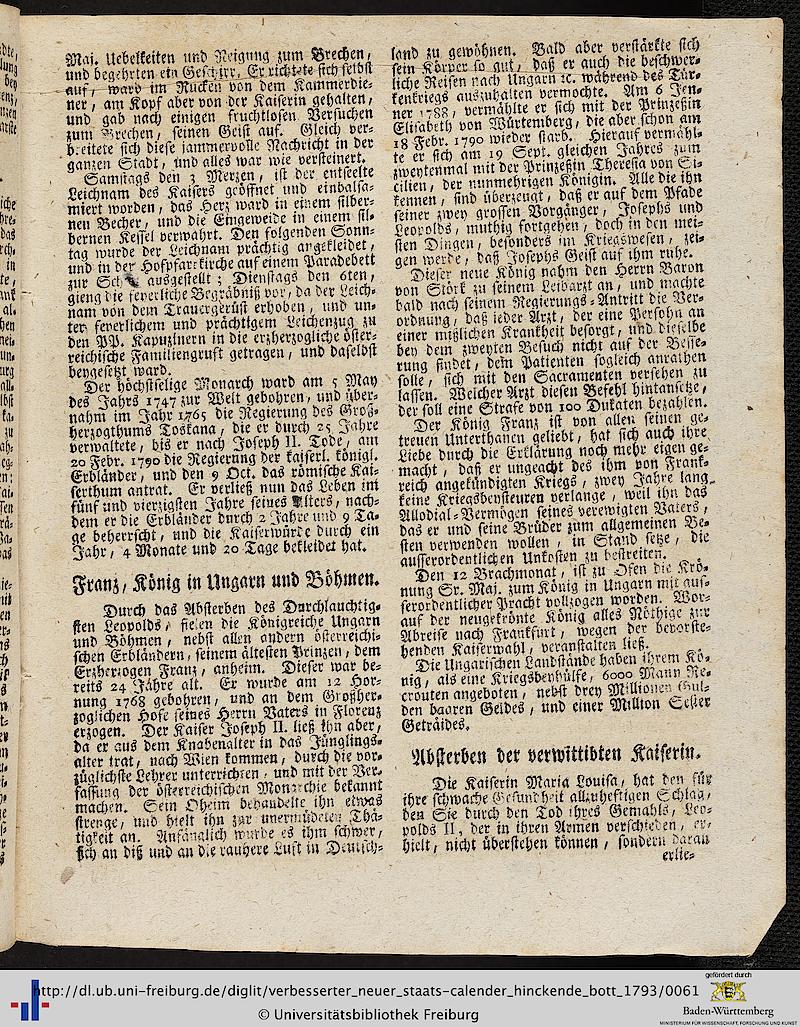 Maj. Uebelkeiten und Neigung zum Brechen,
und begehrten ein Geschirr. Er richtete sich selbst
auf, ward im Rucken von dem Kammerdie-
ner, am Kopf aber von der Kaiserin gehalten,
und gab nach einigen fruchtlosen Versuchen
zum Brechen, seinen Geist auf. Gleich ver-
breitete sich diese jammervolle Nachricht in der
ganzen Stadt, und alles war wie versteinert.
Samstags den 3 Merzen, ist der entseelte
Leichnam des Kaisers geöffnet und einbalsa-
miert worden, das Herz ward in einem silber-
nen Becher, und die Eingeweide in einem sil-
bernen Kessel verwahrt. Den folgenden Sonn-
tag wurde der Leichnam prächtig angekleidet,
und in der Hofpfarrkirche auf einem Paradebett
zur ausgestellt; Dienstags den 6ten,
gieng die feyerliche Begräbniß vor, da der Leich-
nam von dem Trauergerüst erhoben, und un-
ter feyerlichem und prächtigem Leichenzug zu
den PP. Kapuzinern in die erzherzogliche öster-
reichische Familiengruft getragen, und daselbst
beygesetzt ward.
Der höchstselige Monarch ward am 5 May
des Jahrs 1747 zur Welt gebohren, und über-
nahm im Jahr 1765 die Regierung des Groß-
herzogthums Toskana, die er durch 25 Jahre
verwaltete, bis er nach Joseph II. Tode, am
20 Febr. 1790 die Regierung der kaiserl. königl.
Erbländer, und den 9 Oct. das römische Kai-
serthum antrat. Er verließ nun das Leben im
fünf und vierzigsten Jahre seines Alters, nach-
dem er die Erbländer durch 2 Jahre und 9 Ta-
ge beherrscht, und die Kaiserwürde durch ein
Jahr, 4 Monate und 20 Tage bekleidet hat.
Franz, König in Ungarn und Böhmen.
Durch das Absterben des Durchlauchtig-
sten Leopolds, fielen die Königreiche Ungarn
und Böhmen, nebst allen andern österreichi-
schen Erbländern, seinem ältesten Prinzen, dem
Erzherzogen Franz, anheim. Dieser war be-
reits 24 Jahre alt. Er wurde am 12 Hor-
nung 1768 gebohren, und an dem Großher-
zoglichen Hofe seines Herrn Vaters in Florenz
erzogen. Der Kaiser Joseph II. ließ ihn aber,
da er aus dem Knabenalter in das Jünglings-
alter trat, nach Wien kommen, durch die vor-
züglichste Lehrer unterrichten, und mit der Ver-
fassung der österreichischen Monarchie bekannt
machen. Sein Oheim behandelte ihn etwas
strenge, und hielt ihn zur unermüdeten Thä-
tigkeit an. Anfänglich wurde es ihm schwer,
sich an diß und an die rauhere Luft in Deutsch-
land zu gewöhnen. Bald aber verstärkte sich
sein Körper so gut, daß er auch die beschwer-
liche Reisen nach Ungarn ꝛc. während des Tür-
kenkriegs auszuhalten vermochte. Am 6 Jen-
ner 1788, vermählte er sich mit der Prinzeßin
Elisabeth von Würtemberg, die aber schon am
18 Febr. 1790 wieder starb. Hierauf vermähl-
te er sich am 19 Sept. gleichen Jahres zum
zweytenmal mit der Prinzeßin Theresia von Si-
cilien, der nunmehrigen Königin. Alle die ihn
kennen, sind überzeugt, daß er auf dem Pfade
seiner zwey grossen Vorgänger, Josephs und
Leopolds, muthig fortgehen, doch in den mei-
sten Dingen, besonders im Kriegswesen, zei-
gen werde, daß Josephs Geist auf ihm ruhe.
Dieser neue König nahm den Herrn Baron
von Störk zu seinem Leibarzt an, und machte
bald nach seinem Regierungs-Antritt die Ver-
ordnung, daß jeder Arzt, der eine Persohn an
einer mißlichen Krankheit besorgt, und dieselbe
bey dem zweyten Besuch nicht auf der Besse-
rung findet, dem Patienten sogleich anrathen
solle, sich mit den Sacramenten versehen zu
lassen. Welcher Arzt diesen Befehl hintansetze,
der soll eine Strafe von 100 Dukaten bezahlen.
Der König Franz ist von allen seinen ge-
treuen Unterthanen geliebt, hat sich auch ihre
Liebe durch die Erklärung noch mehr eigen ge-
macht, daß er ungeacht des ihm von Frank-
reich angekündigten Kriegs, zwey Jahre lang
keine Kriegsbeysteuren verlange, weil ihn das
Allodial-Vermögen seines verewigten Vaters,
das er und seine Brüder zum allgemeinen Be-
sten verwenden wollen, in Stand setze, die
ausserordentlichen Unkosten zu bestreiten.
Den 12 Brachmonat, ist zu Ofen die Krö-
nung Sr. Maj. zum König in Ungarn mit aus-
serordentlicher Pracht vollzogen worden. Wor-
auf der neugekrönte König alles Nöthige zur
Abreise nach Frankfurt, wegen der bevorste-
henden Kaiserwahl, veranstalten ließ.
Die Ungarischen Landstände haben ihrem Kö-
nig, als eine Kriegsbeyhülfe, 6000 Mann Re-
crouten angeboten, nebst drey Millionen Gul-
den baaren Geldes, und einer Million Sester
Geträides.
Absterben der verwittibten Kaiserin.
Die Kaiserin Maria Louisa, hat den für
ihre schwache Gesundheit allzuheftigen Schlag,
den Sie durch den Tod ihres Gemahls, Leo-
polds II, der in ihren Armen verschieden, er-
hielt, nicht überstehen können, sondern daran
erlie-
http://dl.ub.uni-freiburg.de/diglit/verbesserter_neuer_staats-calender_hinckende_bott_1793/0061
© Universitätsbibliothek Freiburg
gefördert durch
Baden-Württemberg
MINISTERIUM FÜR WISSENSCHAFT, FORSCHUNG UND KUNST